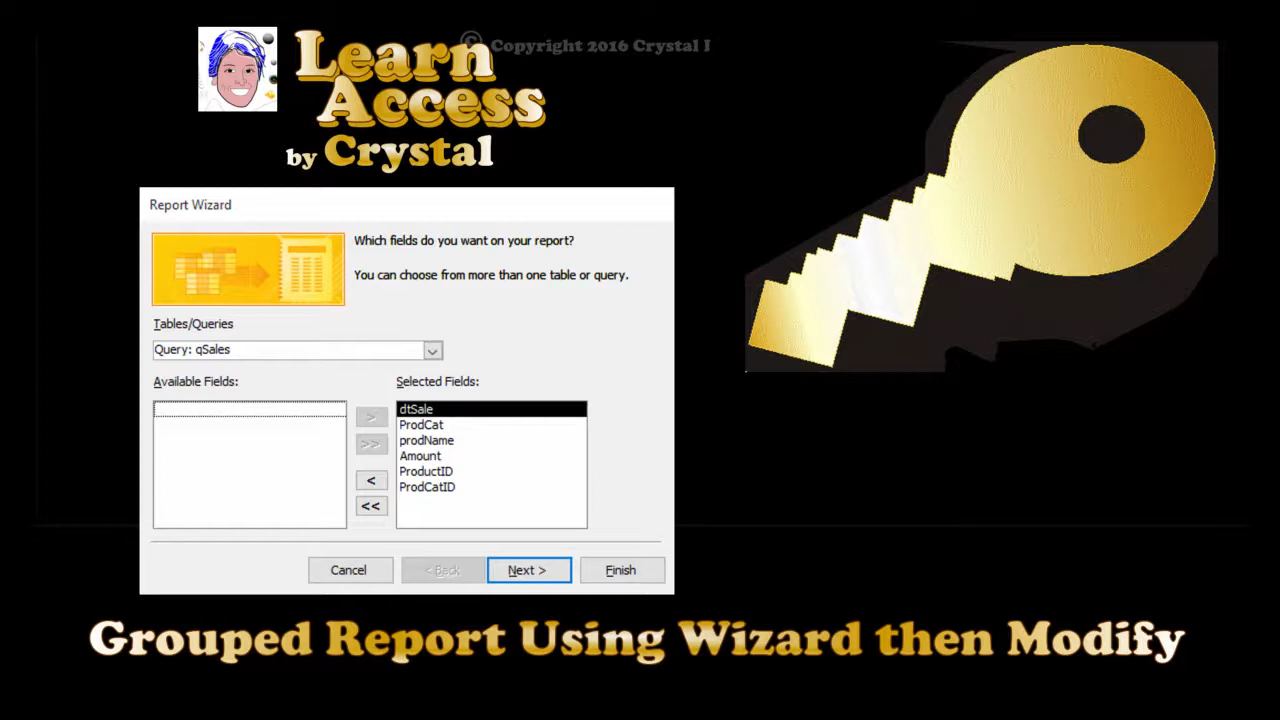 © Copyright 2016 Crystal
Learn
Access
by Crystal
Report Wizard
Which fields do you want on your report?
You can choose from more than one table or query.
Tables/Queries
Query: qSales
Available Fields:
Selected Fields:
dtSale
ProdCat
prodName
Amount
ProductID
ProdCatID
>
>>
<
<<
Cancel
< Back
Next >
Finish
Grouped Report Using Wizard then Modify